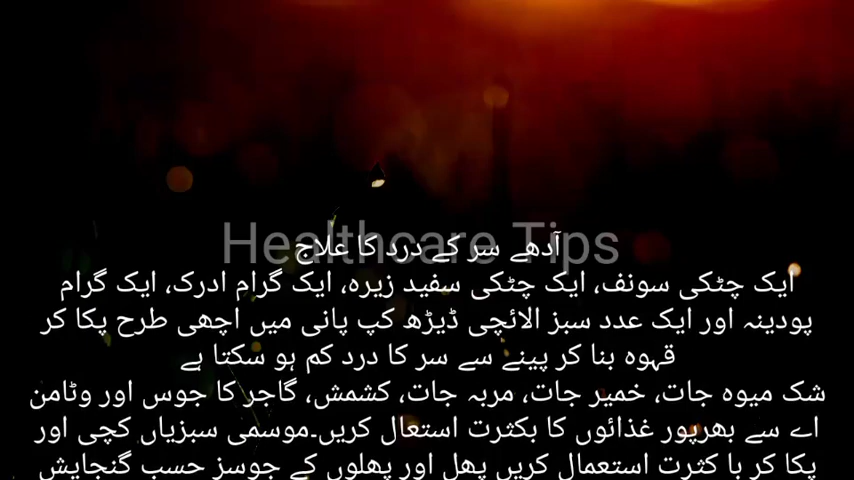 Healthcare Tips
آدھے سر کے درد کا علاج
ایک چٹکی سونف، ایک چٹکی سفید زیرہ، ایک گرام ادرک، ایک گرام
پودینہ اور ایک عدد سبز الائچی ڈیڑھ کپ پانی میں اچھی طرح پکا کر
قہوہ بنا کر پینے سے سر کا درد کم ہو سکتا ہے
شک میوہ جات، خمیر جات، مربہ جات، کشمش، گاجر کا جوس اور وٹامن
اے سے بھرپور غذائوں کا بکثرت استعال کریں۔موسمی سبزیاں کچی اور
پکا کر با کثرت استعمال کریں پھل اور پھلوں کے جوسز حسب گنجایش